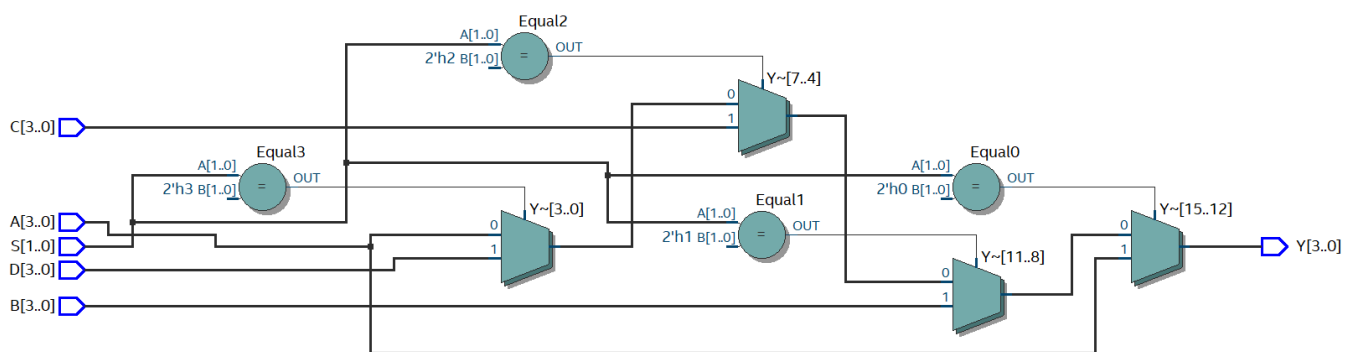 Equal2
A[1..0]
2'h2 B[1..0]
=
OUT
Y~[7..4]
0
1
C[3..0]
Equal3
A[1..0]
2'h3 B[1..0]
=
OUT
Y~[3..0]
0
1
Equal0
A[1..0]
2'h0 B[1..0]
=
OUT
Y~[15..12]
0
1
Equal1
A[1..0]
2'h1 B[1..0]
=
OUT
Y~[11..8]
0
1
A[3..0]
S[1..0]
D[3..0]
B[3..0]
Y[3..0]